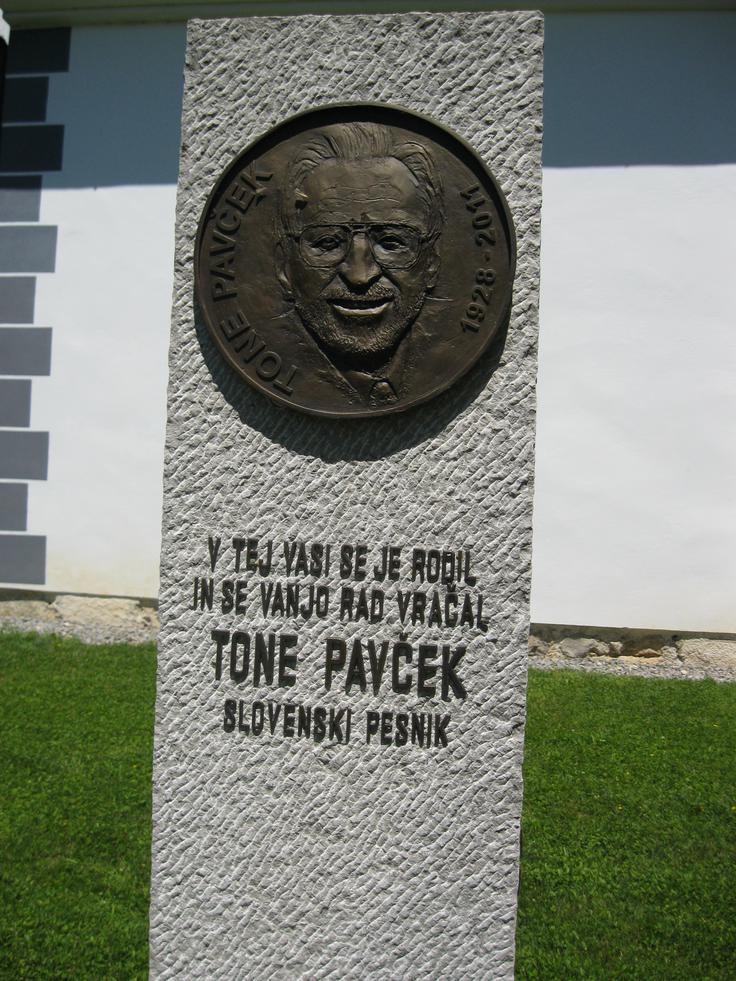 TONE PAVČEK
1928 - 2011
V TEJ VASI SE JE RODIL
IN SE VANJO RAD VRAČAL
TONE PAVČEK
SLOVENSKI PESNIK